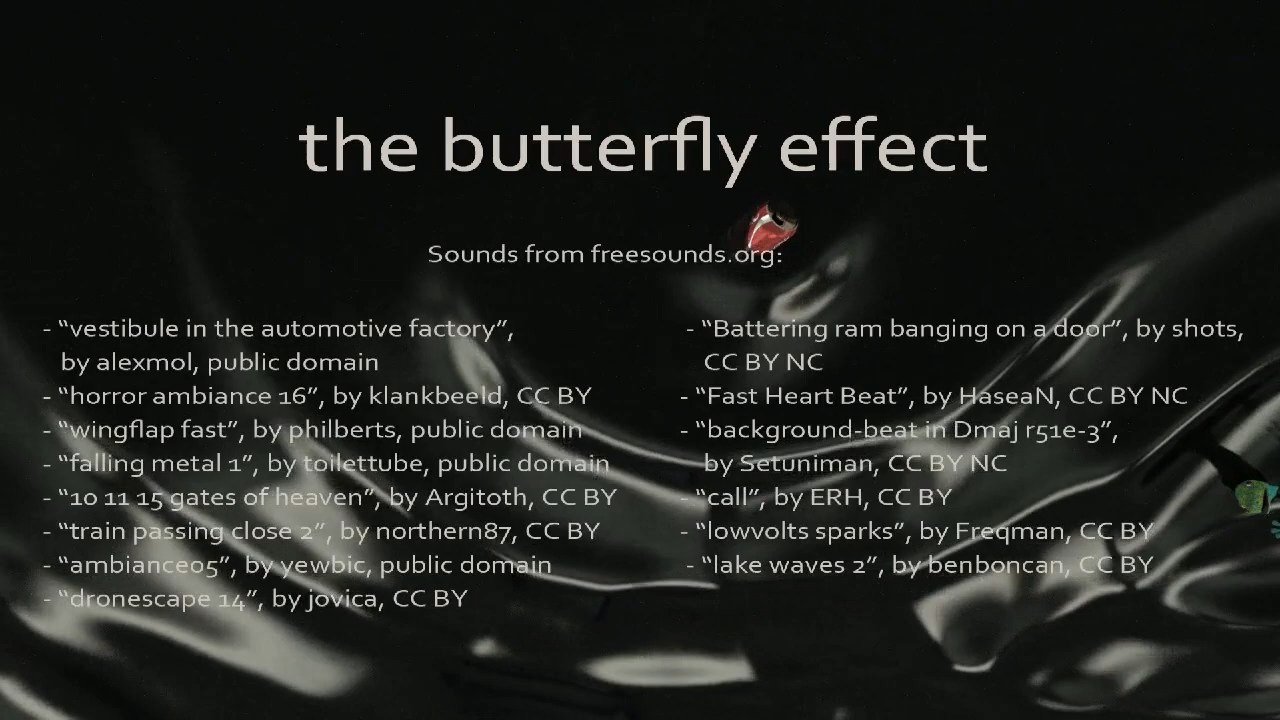 the butterfly effect
Sounds from freesounds.org:
- “vestibule in the automotive factory”,
by alexmol, public domain
- “horror ambiance 16”, by klankbeeld, CC BY
- “wingflap fast”, by philberts, public domain
- “falling metal 1”, by toilettube, public domain
- “10 11 15 gates of heaven”, by Argitoth, CC BY
- “train passing close 2”, by northern87, CC BY
- “ambiance05”, by yewbic, public domain
- “dronescape 14”, by jovica, CC BY
- “Battering ram banging on a door”, by shots,
CC BY NC
- “Fast Heart Beat”, by HaseaN, CC BY NC
- “background-beat in Dmaj r51e-3”,
by Setuniman, CC BY NC
- “call”, by ERH, CC BY
- “lowvolts sparks”, by Freqman, CC BY
- “lake waves 2”, by benboncan, CC BY